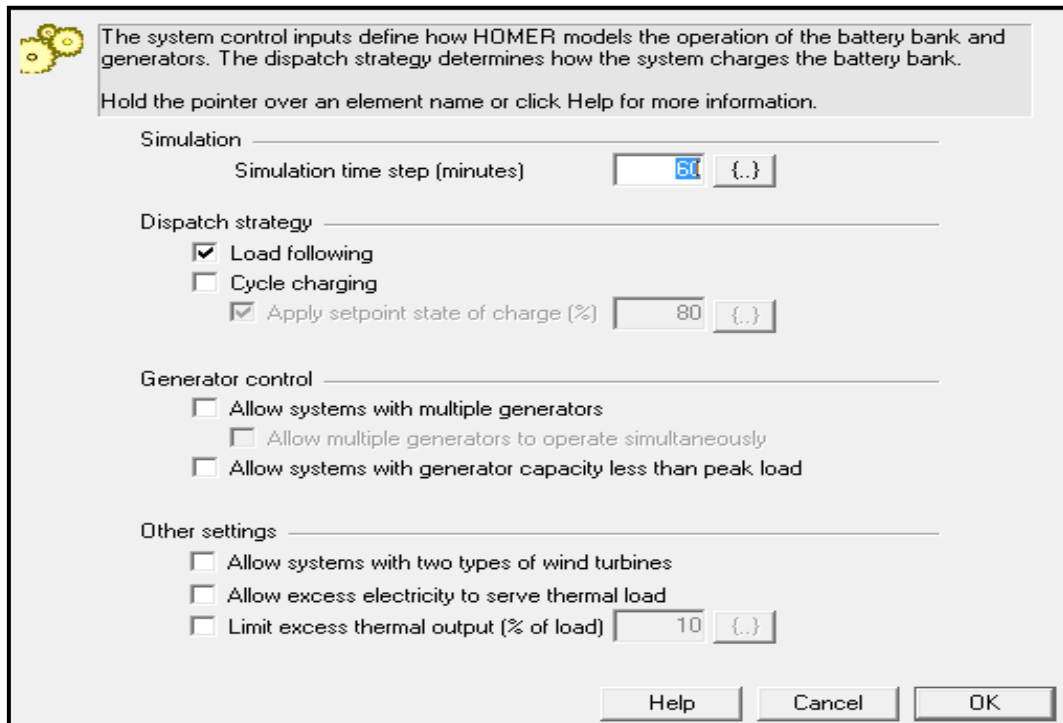 The system control inputs define how HOMER models the operation of the battery bank and
generators. The dispatch strategy determines how the system charges the battery bank.
Hold the pointer over an element name or click Help for more information.
Simulation
Simulation time step (minutes) 60 {..}
Dispatch strategy
Load following
Cycle charging
Apply setpoint state of charge (%) 80 {..}
Generator control
Allow systems with multiple generators
Allow multiple generators to operate simultaneously
Allow systems with generator capacity less than peak load
Other settings
Allow systems with two types of wind turbines
Allow excess electricity to serve thermal load
Limit excess thermal output (% of load) 10 {..}
Help Cancel OK